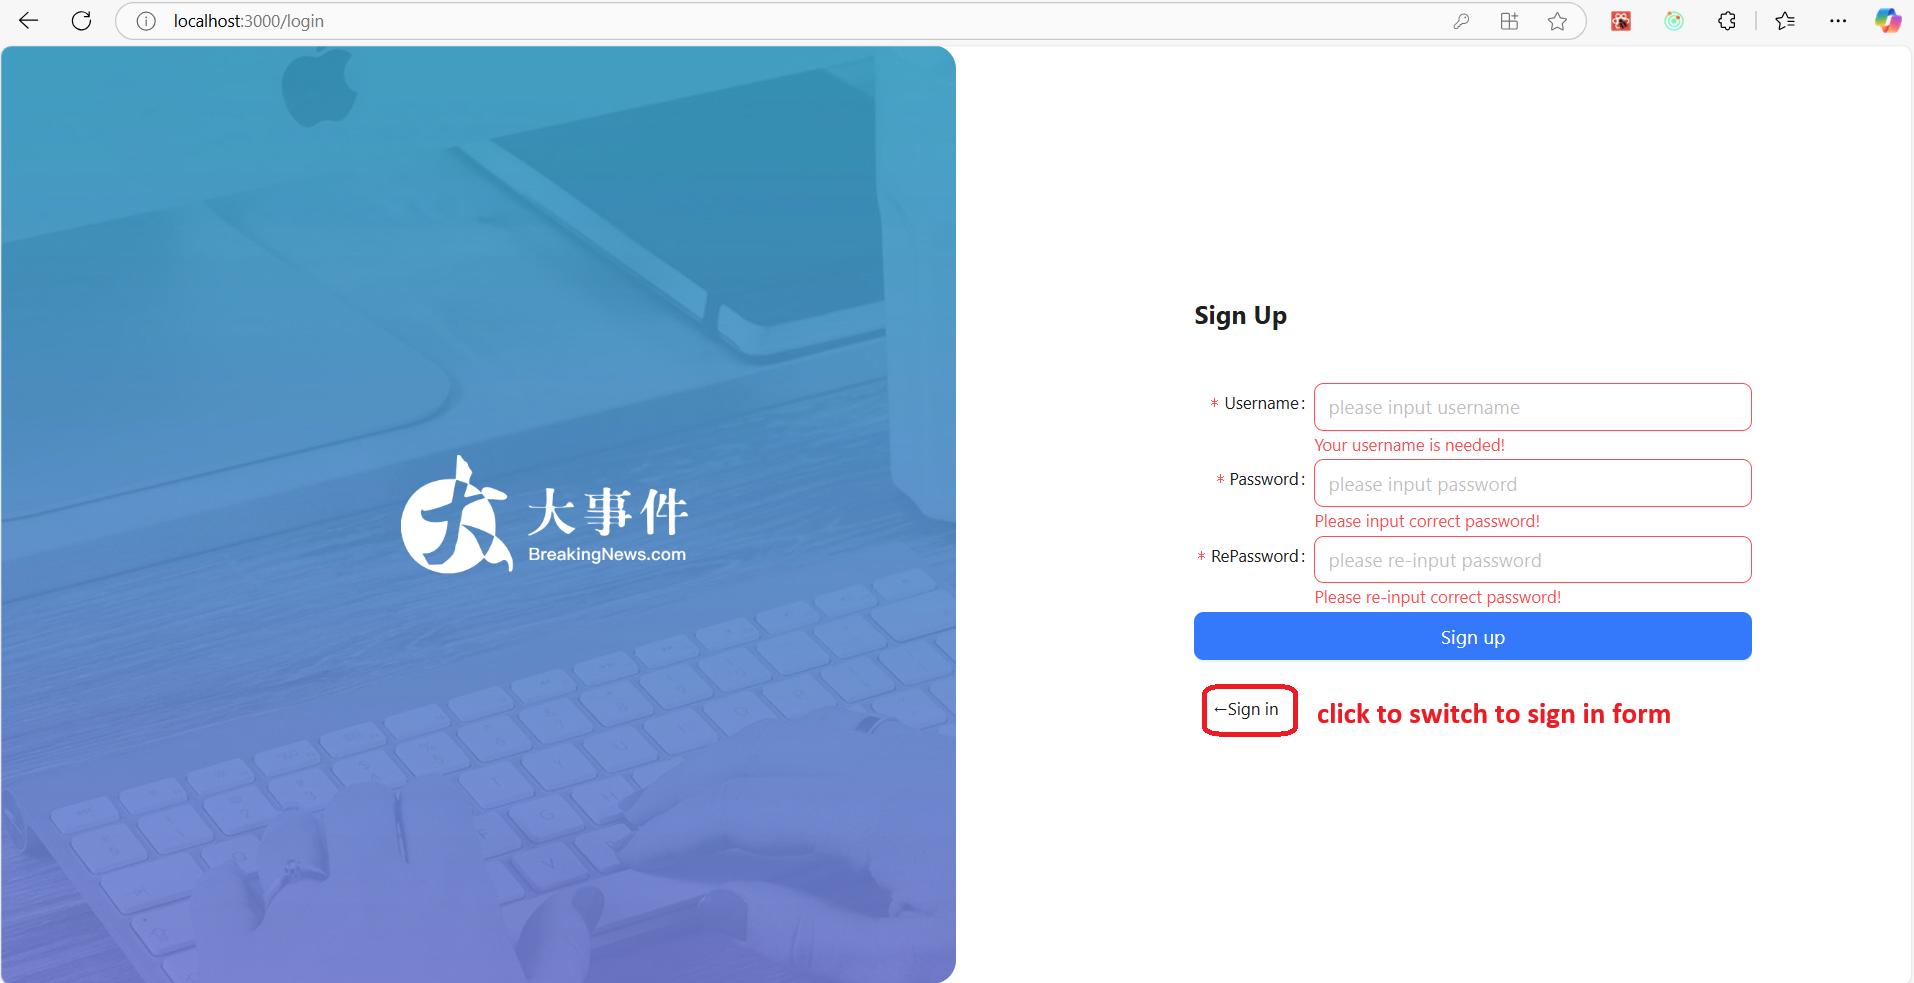 localhost:3000/login
大事件
BreakingNews.com
Sign Up
* Username:
please input username
Your username is needed!
* Password:
please input password
Please input correct password!
* RePassword:
please re-input password
Please re-input correct password!
Sign up
←Sign in
click to switch to sign in form